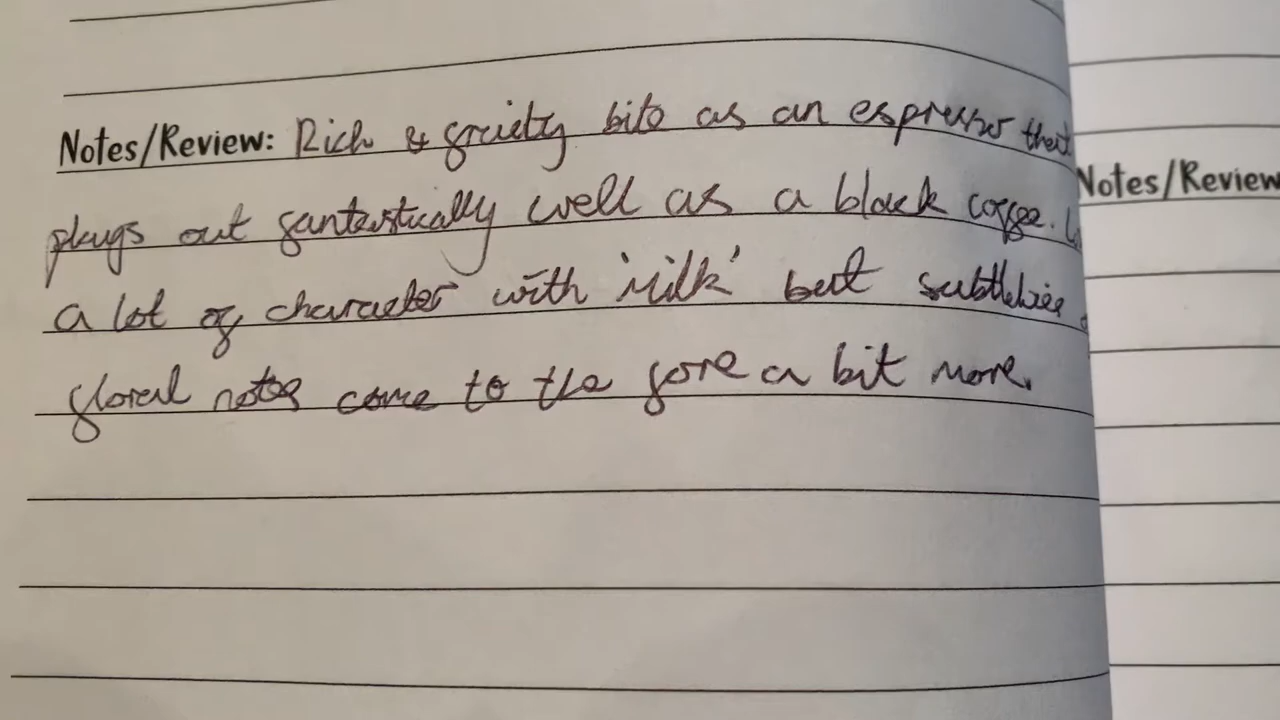 Notes/Review: Rich & fruity bite as an espresso that
plays out fantastically well as a black coffee.
a lot of character with 'milk' but subtleties
floral notes come to the fore a bit more.
Notes/Review